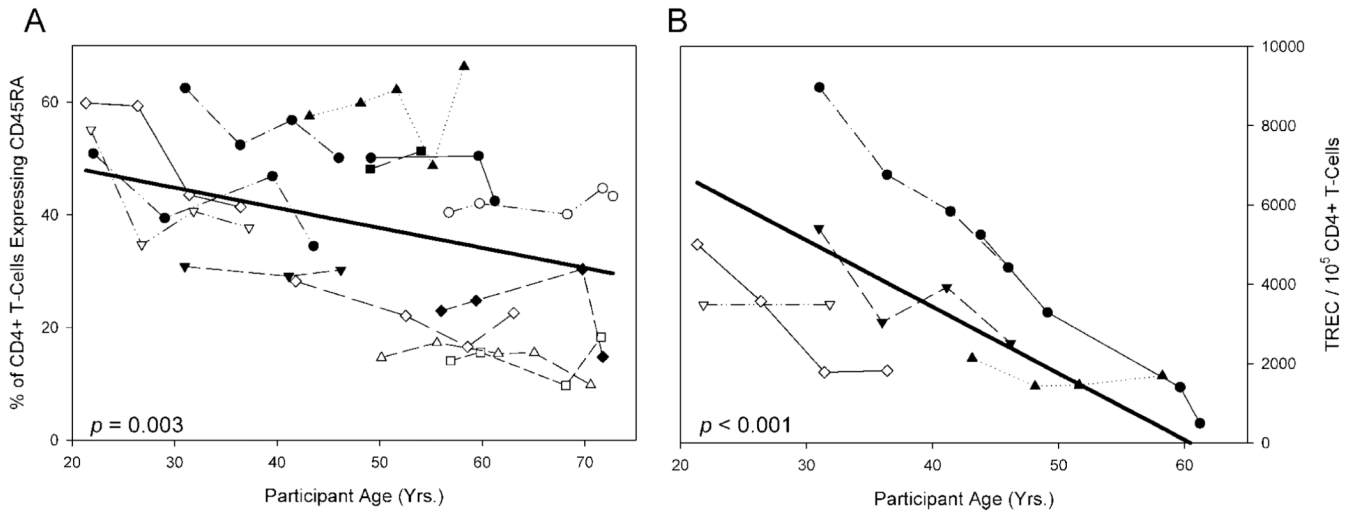 A
% of CD4+ T-Cells Expressing CD45RA
60
40
20
0
p = 0.003
20 30 40 50 60 70
Participant Age (Yrs.)
B
10000
8000
6000
4000
2000
0
TREC / 10⁵ CD4+ T-Cells
p < 0.001
20 30 40 50 60
Participant Age (Yrs.)